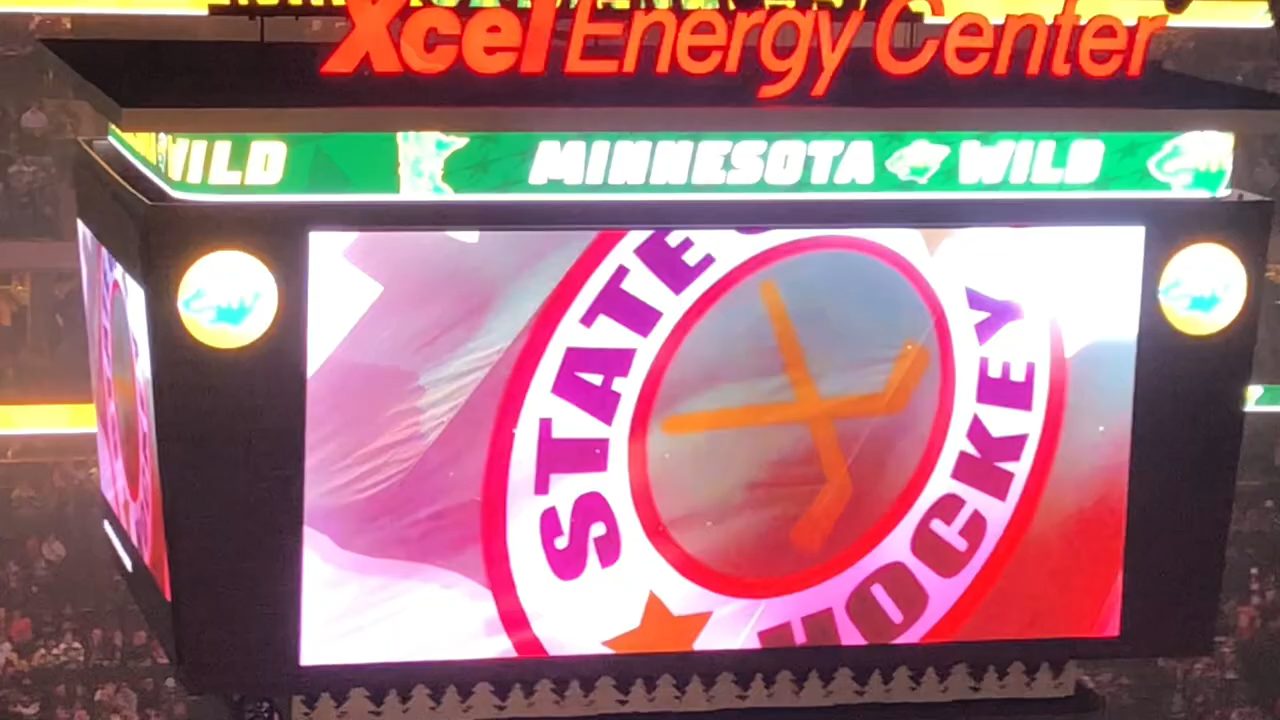 Xcel Energy Center
WILD
MINNESOTA WILD
STATE
HOCKEY